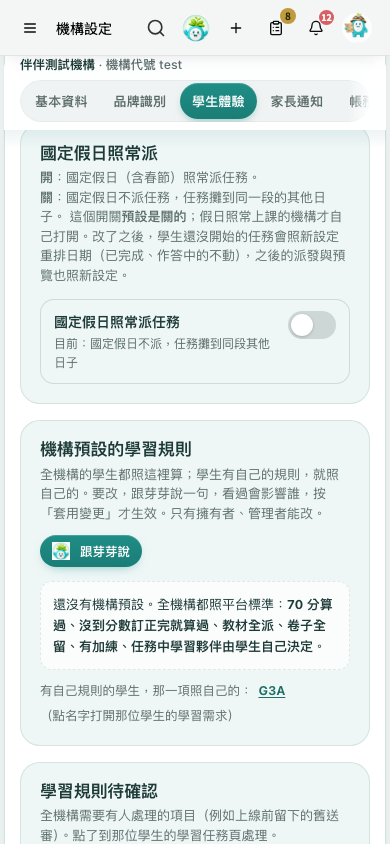 機構設定
8
12
伴伴測試機構 · 機構代號 test
基本資料
品牌識別
學生體驗
家長通知
國定假日照常派
開：國定假日（含春節）照常派任務。
關：國定假日不派任務，任務攤到同一段的其他日
子。 這個開關預設是關的；假日照常上課的機構才自
己打開。改了之後，學生還沒開始的任務會照新設定
重排日期（已完成、作答中的不動），之後的派發與預
覽也照新設定。
國定假日照常派任務
目前：國定假日不派，任務攤到同段其他
日子
機構預設的學習規則
全機構的學生都照這裡算；學生有自己的規則，就照
自己的。要改，跟芽芽說一句，看過會影響誰，按
「套用變更」才生效。只有擁有者、管理者能改。
跟芽芽說
還沒有機構預設。全機構都照平台標準：70 分算
過、沒到分數訂正完就算過、教材全派、卷子全
留、有加練、任務中學習夥伴由學生自己決定。
有自己規則的學生，那一項照自己的： G3A
（點名字打開那位學生的學習需求）
學習規則待確認
全機構需要有人處理的項目（例如上線前留下的舊送
審）。點了到那位學生的學習任務頁處理。